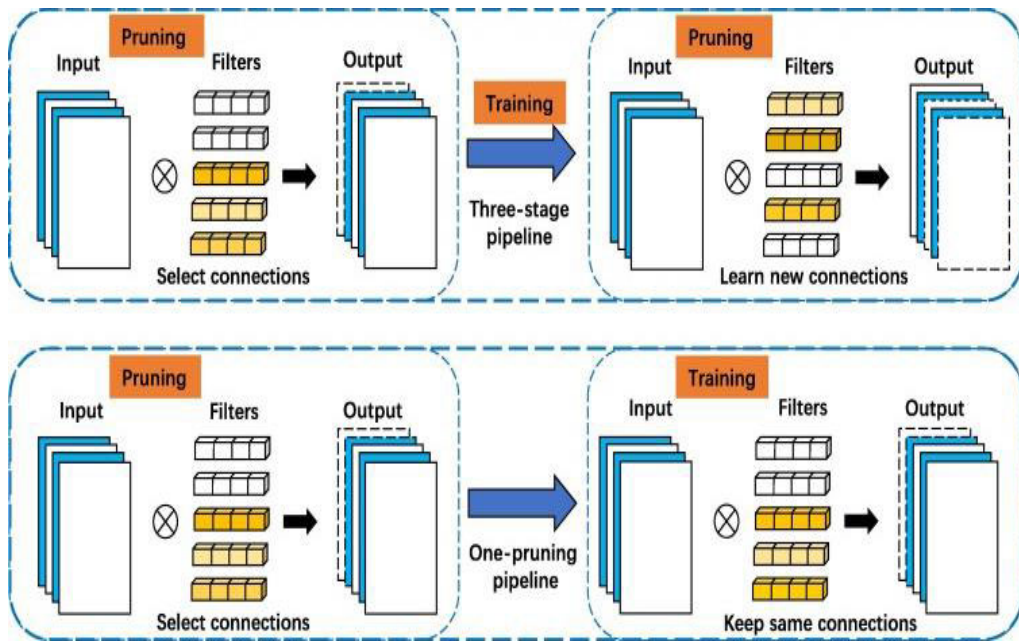 Pruning
Input
Filters
Output
Select connections
Training
Three-stage
pipeline
Pruning
Input
Filters
Output
Learn new connections
Pruning
Input
Filters
Output
Select connections
One-pruning
pipeline
Training
Input
Filters
Output
Keep same connections